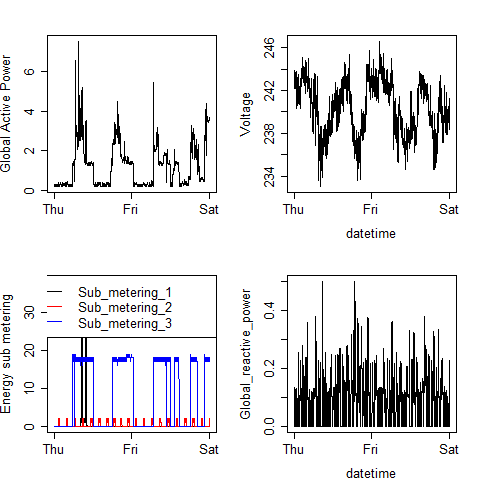 Global Active Power
0 2 4 6
Thu Fri Sat
Voltage
234 238 242 246
Thu Fri Sat
datetime
Energy sub metering
0 10 20 30
Sub_metering_1
Sub_metering_2
Sub_metering_3
Thu Fri Sat
Global_reactive_power
0.0 0.2 0.4
Thu Fri Sat
datetime